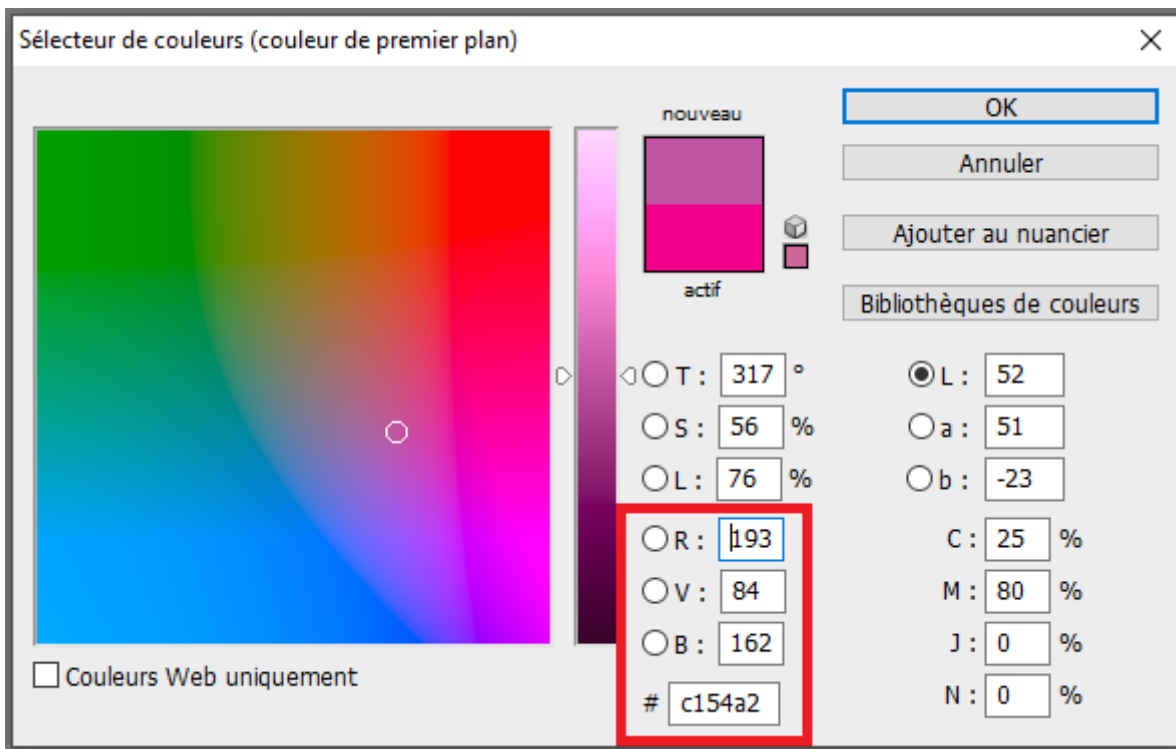 Sélecteur de couleurs (couleur de premier plan)
nouveau
actif
OK
Annuler
Ajouter au nuancier
Bibliothèques de couleurs
T : 317 °
S : 56 %
L : 76 %
R : 193
V : 84
B : 162
# c154a2
L : 52
a : 51
b : -23
C : 25 %
M : 80 %
J : 0 %
N : 0 %
Couleurs Web uniquement